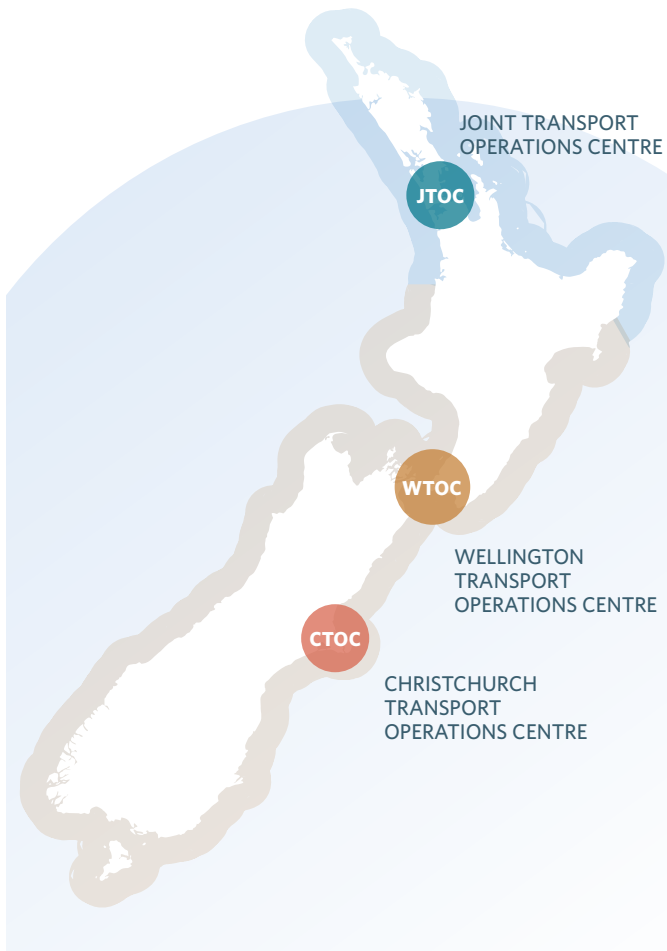 JOINT TRANSPORT
OPERATIONS CENTRE
JTOC
WTOC
WELLINGTON
TRANSPORT
OPERATIONS CENTRE
CTOC
CHRISTCHURCH
TRANSPORT
OPERATIONS CENTRE